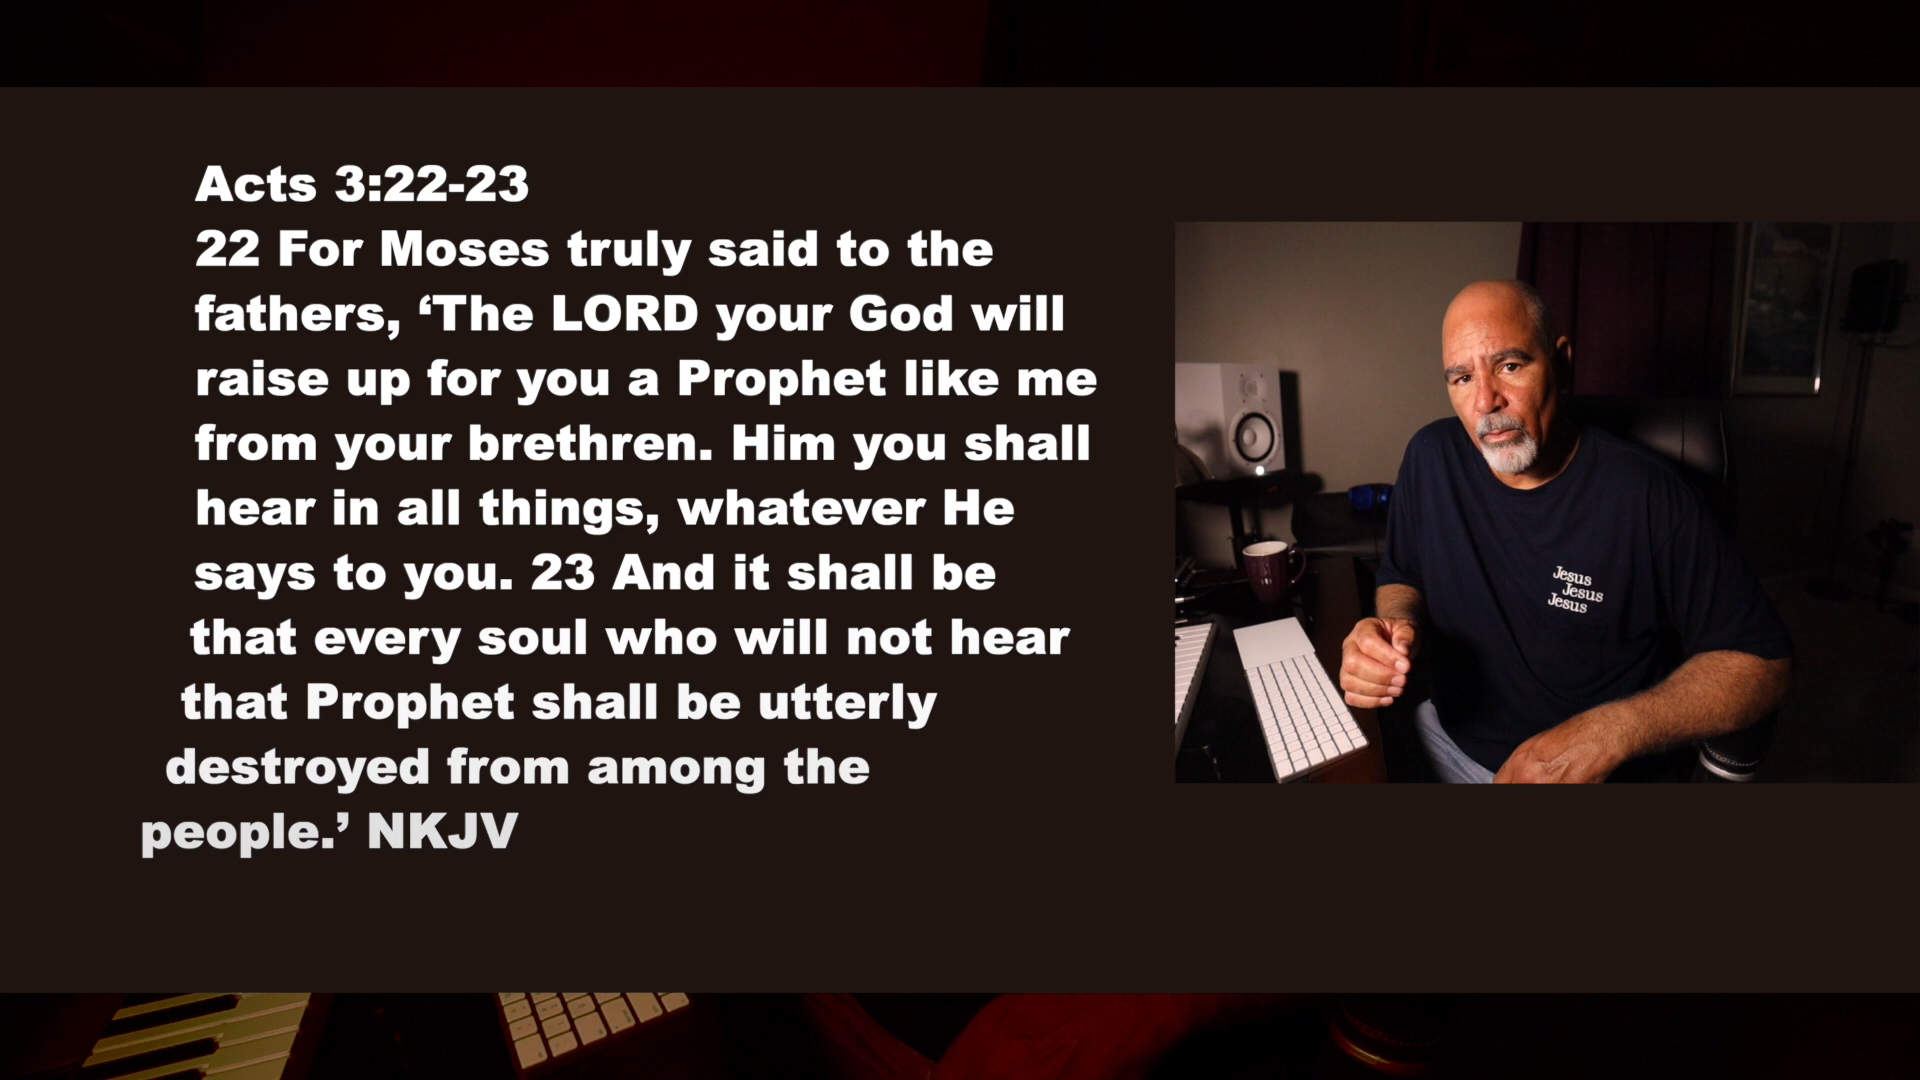 Acts 3:22-23
22 For Moses truly said to the
fathers, ‘The LORD your God will
raise up for you a Prophet like me
from your brethren. Him you shall
hear in all things, whatever He
says to you. 23 And it shall be
that every soul who will not hear
that Prophet shall be utterly
destroyed from among the
people.’ NKJV
Jesus
Jesus
Jesus